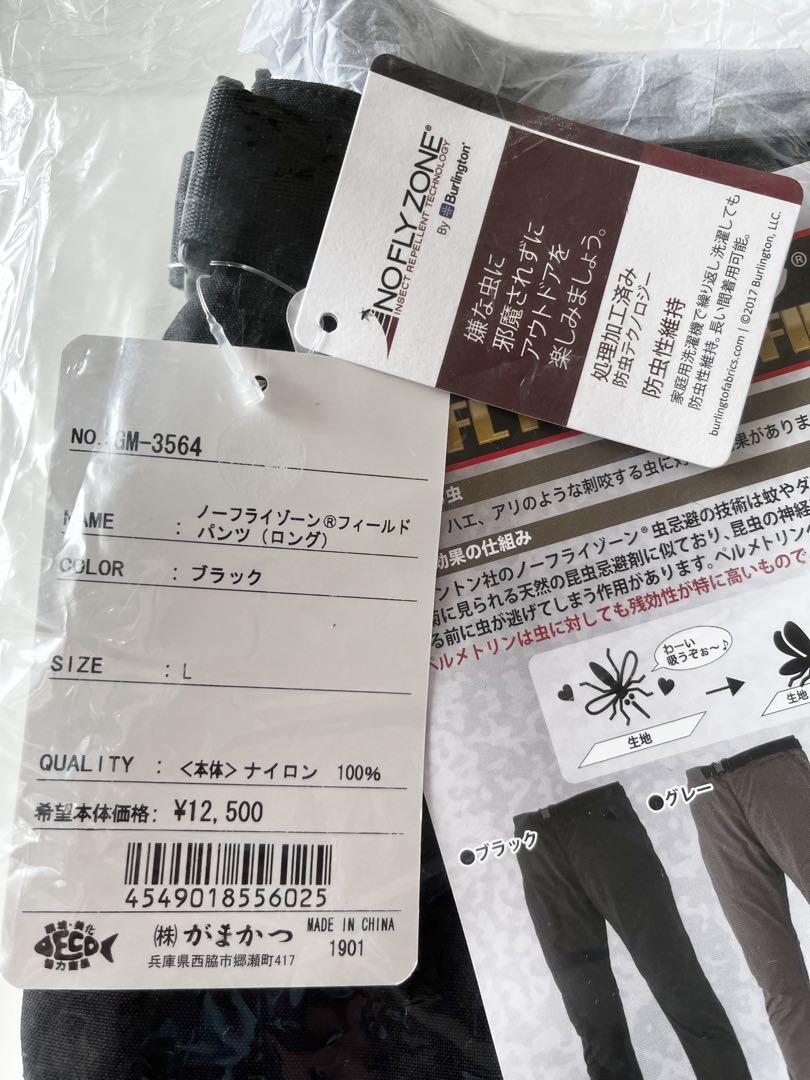 NO FLY ZONE®
INSECT REPELLENT TECHNOLOGY
By Burlington®
嫌な虫に
邪魔されずに
アウトドアを
楽しみましょう。
処理加工済み
防虫テクノロジー
防虫性維持
家庭用洗濯機で繰り返し洗濯しても
防虫性維持。長い間着用可能。
burlingtofabrics.com | ©2017 Burlington, LLC.
NO.:GM-3564
NAME : ノーフライゾーン®フィールド
パンツ(ロング)
COLOR : ブラック
SIZE : L
QUALITY : <本体>ナイロン 100%
希望本体価格: ¥12,500
4549018556025
ECO
(株)がまかつ
MADE IN CHINA
1901
兵庫県西脇市郷瀬町417
®
虫
ハエ、アリのような刺咬する虫に対
果がありま
効果の仕組み
ントン社のノーフライゾーン®虫忌避の技術は蚊やダ
に見られる天然の昆虫忌避剤に似ており、昆虫の神経
る前に虫が逃げてしまう作用があります。ペルメトリン
ペルメトリンは虫に対しても残効性が特に高いもので
わーい
吸うぞぉ〜♪
生地
生地
●ブラック
●グレー